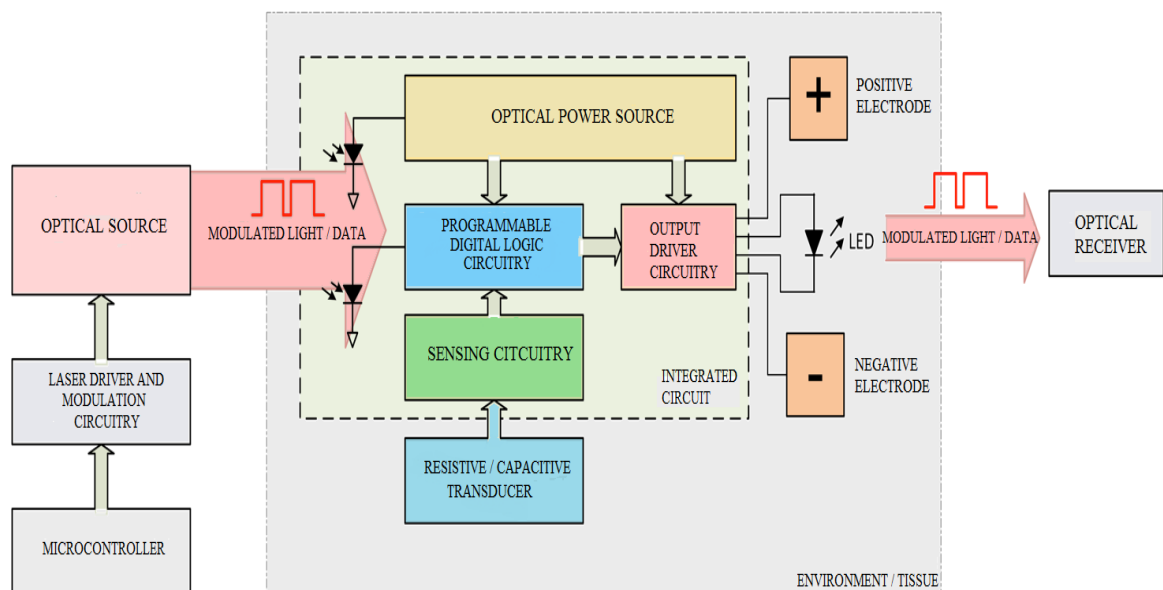 OPTICAL SOURCE
MODULATED LIGHT / DATA
LASER DRIVER AND
MODULATION
CIRCUITRY
MICROCONTROLLER
OPTICAL POWER SOURCE
PROGRAMMABLE
DIGITAL LOGIC
CIRCUITRY
OUTPUT
DRIVER
CIRCUITRY
SENSING CITCUITRY
INTEGRATED
CIRCUIT
RESISTIVE / CAPACITIVE
TRANSDUCER
+
POSITIVE
ELECTRODE
LED
-
NEGATIVE
ELECTRODE
MODULATED LIGHT / DATA
OPTICAL
RECEIVER
ENVIRONMENT / TISSUE